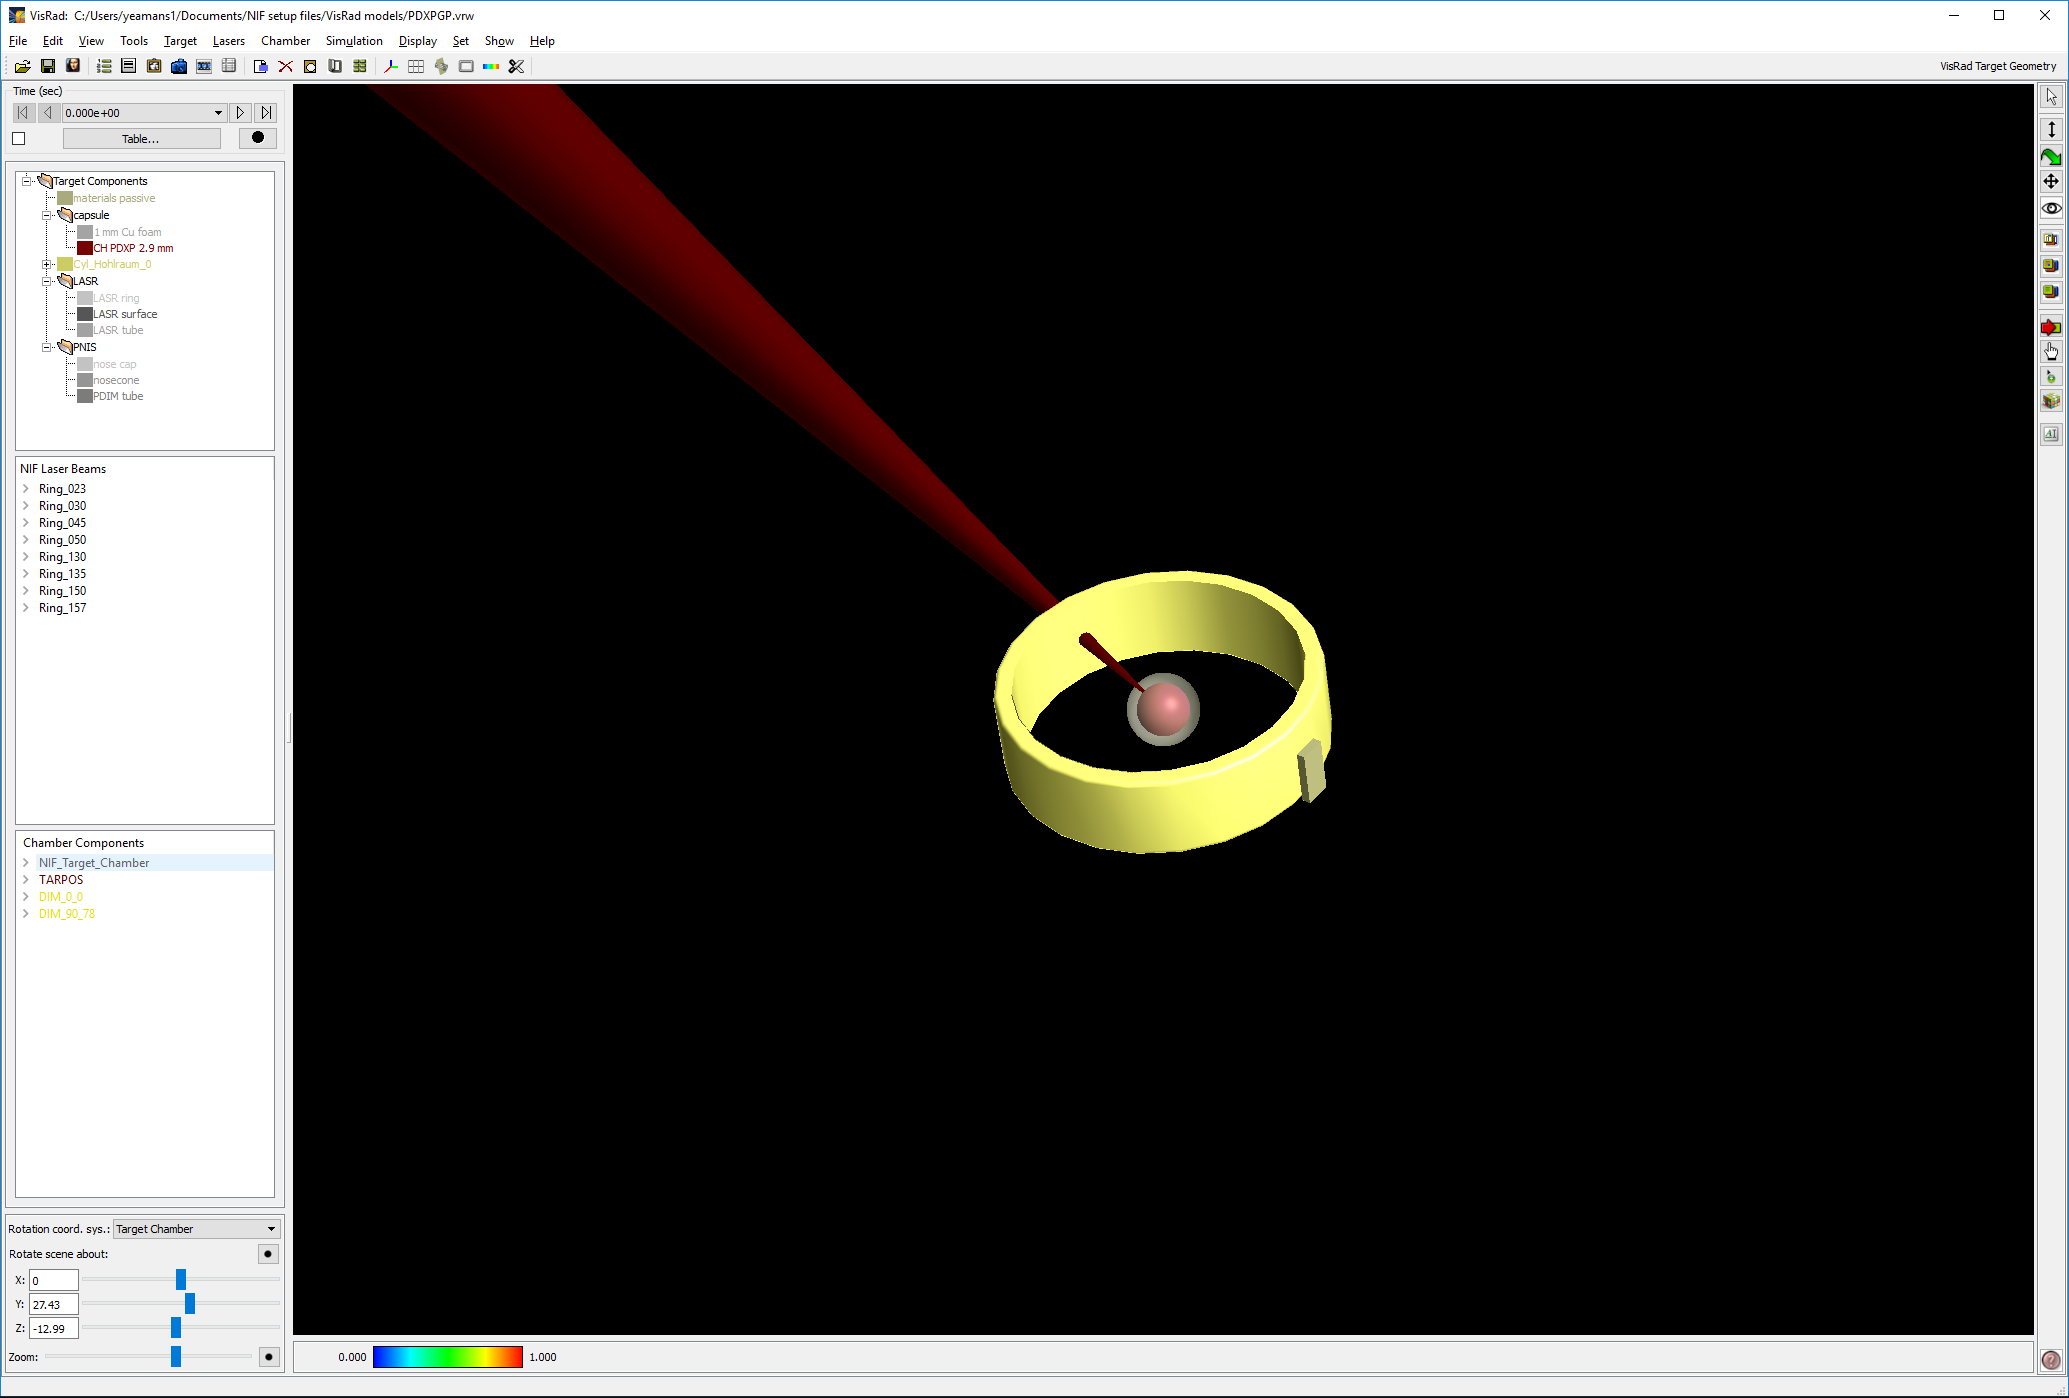 VisRad: C:/Users/yeamans1/Documents/NIF setup files/VisRad models/PDXPGP.vrw
File Edit View Tools Target Lasers Chamber Simulation Display Set Show Help
VisRad Target Geometry
Time (sec)
0.000e+00
Table...
Target Components
materials passive
capsule
1 mm Cu foam
CH PDXP 2.9 mm
Cyl_Hohlraum_0
LASR
LASR ring
LASR surface
LASR tube
PNIS
nose cap
nosecone
PDIM tube
NIF Laser Beams
Ring_023
Ring_030
Ring_045
Ring_050
Ring_130
Ring_135
Ring_150
Ring_157
Chamber Components
NIF_Target_Chamber
TARPOS
DIM_0_0
DIM_90_78
Rotation coord. sys.: Target Chamber
Rotate scene about:
X: 0
Y: 27.43
Z: -12.99
Zoom:
0.000 1.000